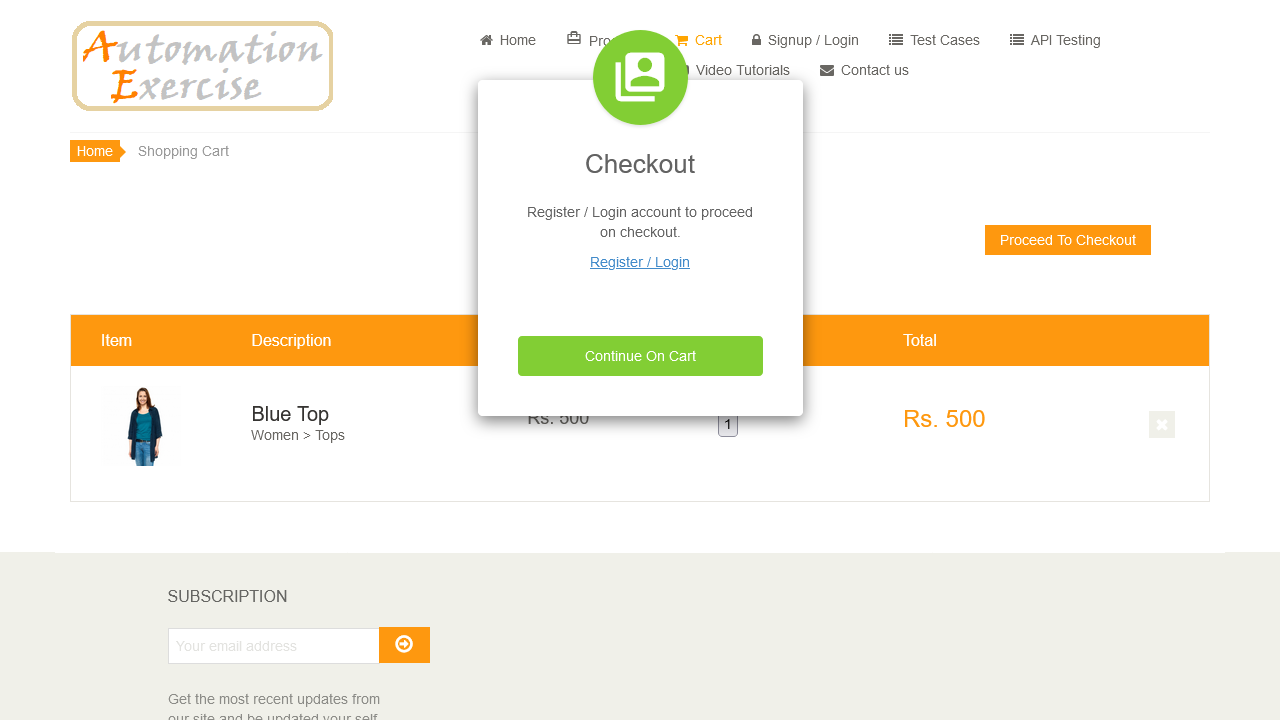 Automation
Exercise
Home
Cart
Signup / Login
Test Cases
API Testing
Video Tutorials
Contact us
Home
Shopping Cart
Checkout
Register / Login account to proceed
on checkout.
Register / Login
Continue On Cart
Proceed To Checkout
Item
Description
Total
Blue Top
Women > Tops
Rs. 500
1
Rs. 500
SUBSCRIPTION
Your email address
Get the most recent updates from
our site and be updated your self